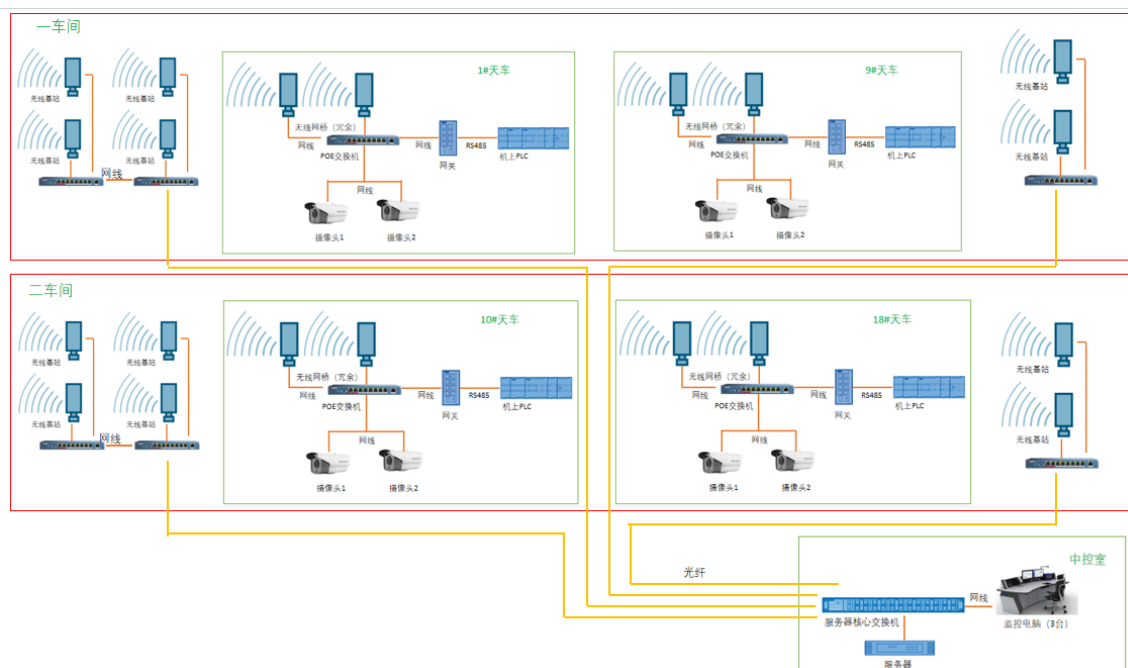 一车间
无线基站
无线基站
无线基站
无线基站
网线
1#天车
无线网桥（冗余）
网线
POE交换机
网线
网关
RS485
机上PLC
网线
摄像头1
摄像头2
9#天车
无线网桥（冗余）
网线
POE交换机
网线
网关
RS485
机上PLC
网线
摄像头1
摄像头2
无线基站
无线基站
二车间
无线基站
无线基站
无线基站
无线基站
网线
10#天车
无线网桥（冗余）
网线
POE交换机
网线
网关
RS485
机上PLC
网线
摄像头1
摄像头2
18#天车
无线网桥（冗余）
网线
POE交换机
网线
网关
RS485
机上PLC
网线
摄像头1
摄像头2
无线基站
无线基站
光纤
中控室
服务器核心交换机
网线
监控电脑（3台）
服务器